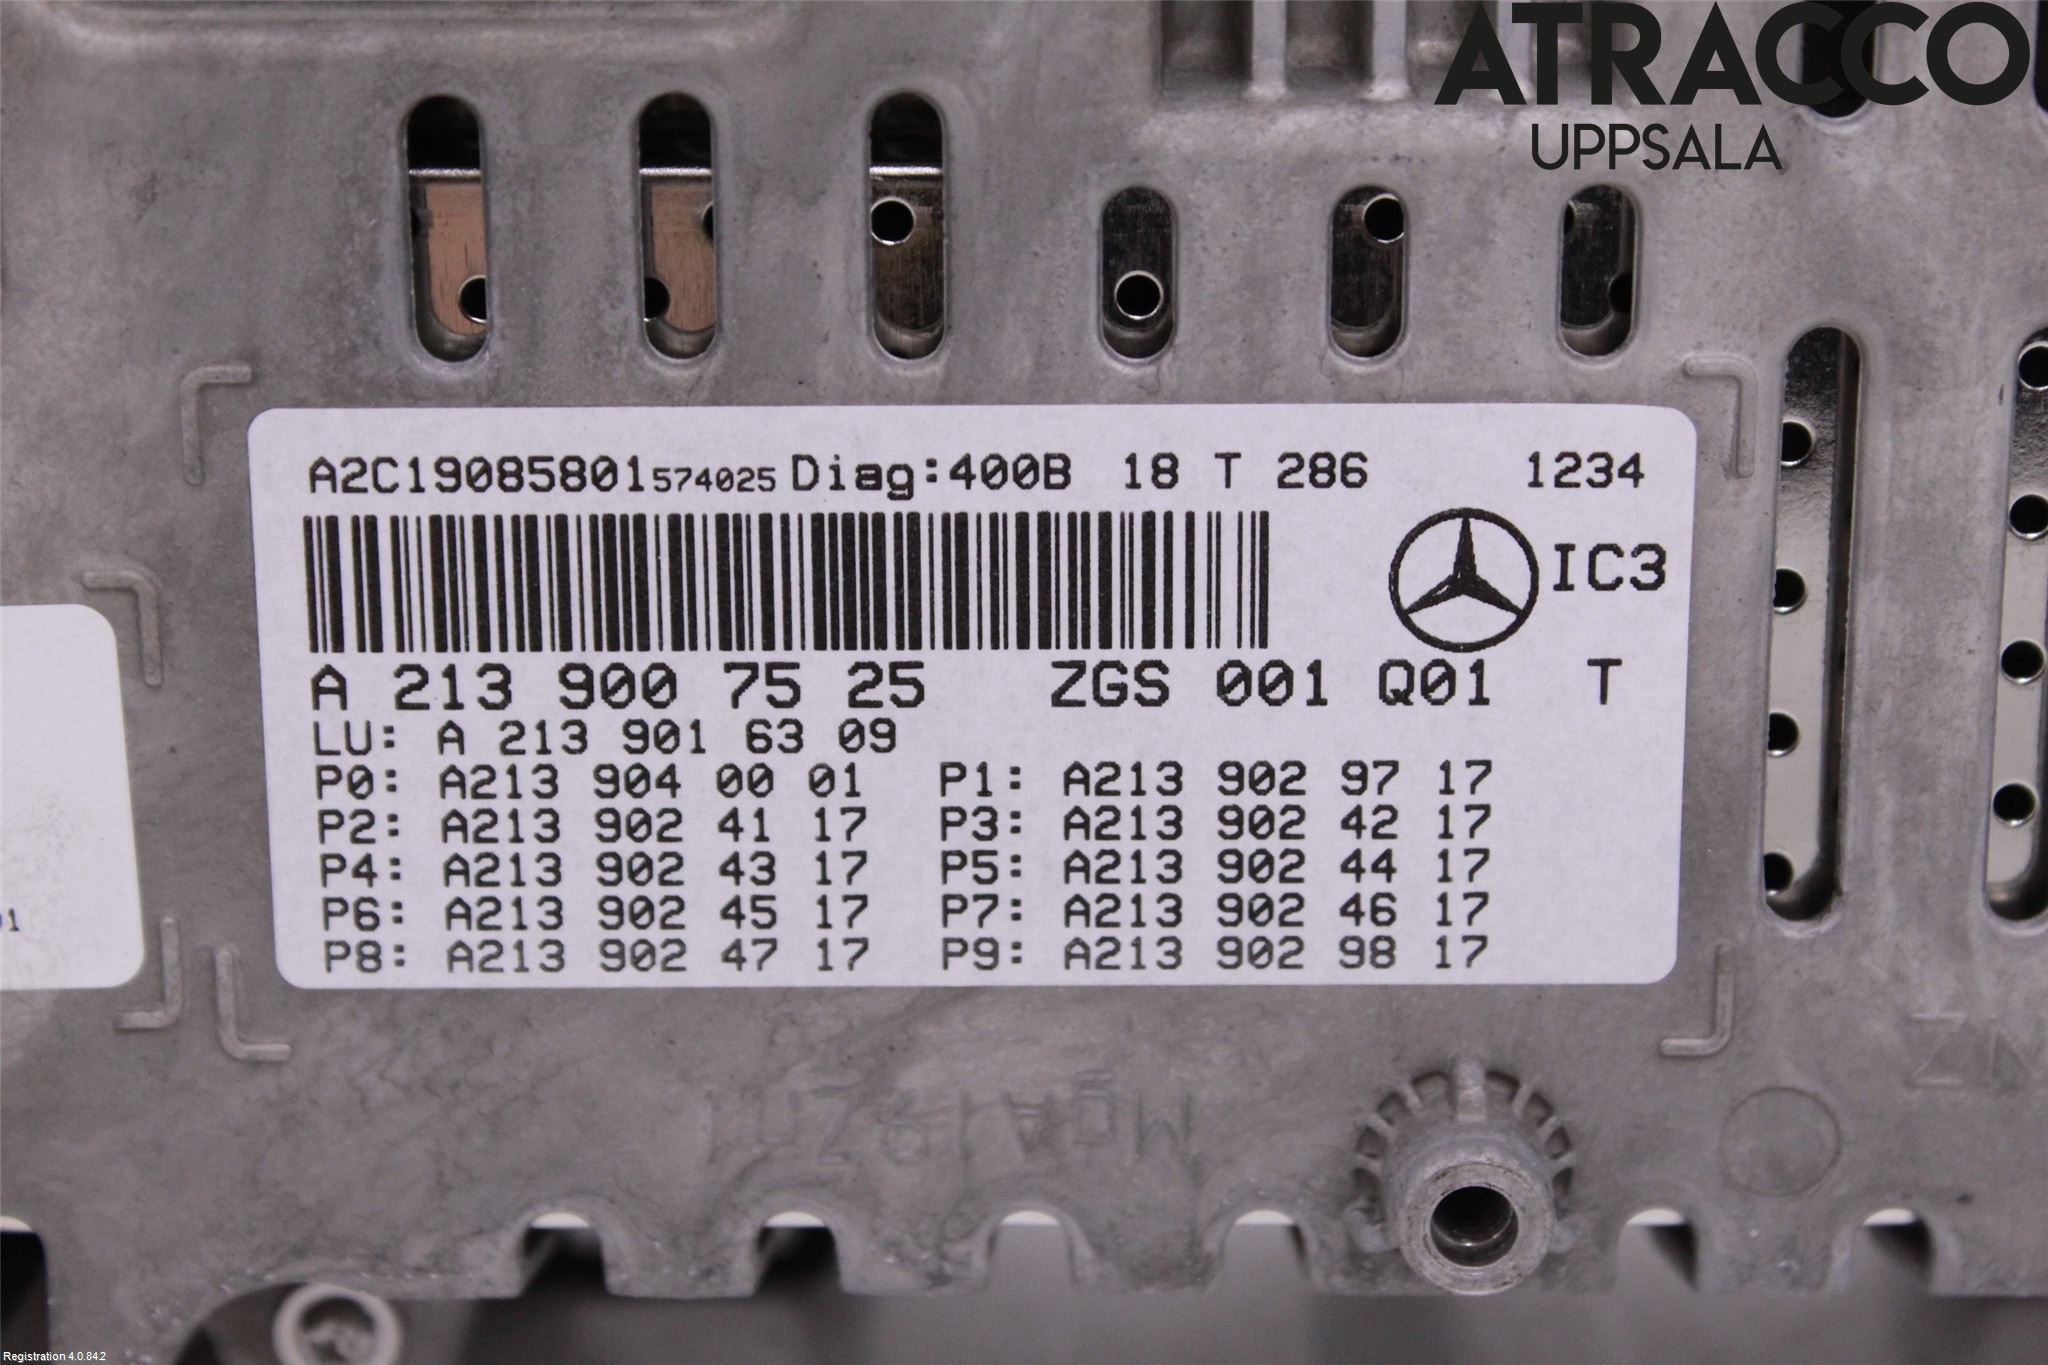 ATRACCO
UPPSALA
A2C19085801574025 Diag:400B 18 T 286 1234
IC3
A 213 900 75 25 ZGS 001 Q01 T
LU: A 213 901 63 09
P0: A213 904 00 01 P1: A213 902 97 17
P2: A213 902 41 17 P3: A213 902 42 17
P4: A213 902 43 17 P5: A213 902 44 17
P6: A213 902 45 17 P7: A213 902 46 17
P8: A213 902 47 17 P9: A213 902 98 17
Registration 4.0.84.2